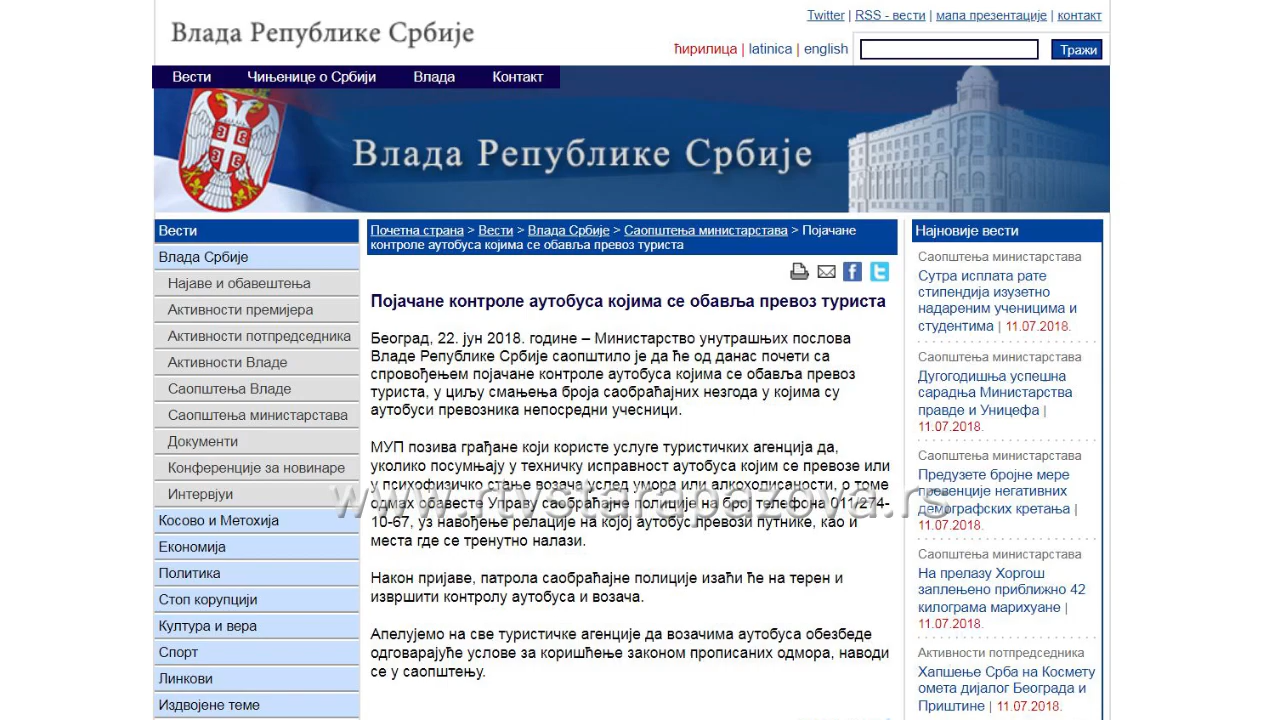 Влада Републике Србије
Twitter | RSS - вести | мапа презентације | контакт
ћирилица | latinica | english
Тражи
Вести Чињенице о Србији Влада Контакт
Влада Републике Србије
Вести
Влада Србије
Најаве и обавештења
Активности премијера
Активности потпредседника
Активности Владе
Саопштења Владе
Саопштења министарстава
Документи
Конференције за новинаре
Интервјуи
Косово и Метохија
Економија
Политика
Стоп корупцији
Култура и вера
Спорт
Линкови
Издвојене теме
Почетна страна > Вести > Влада Србије > Саопштења министарстава > Појачане
контроле аутобуса којима се обавља превоз туриста
Појачане контроле аутобуса којима се обавља превоз туриста
Београд, 22. јун 2018. године – Министарство унутрашњих послова
Владе Републике Србије саопштило је да ће од данас почети са
спровођењем појачане контроле аутобуса којима се обавља превоз
туриста, у циљу смањења броја саобраћајних незгода у којима су
аутобуси превозника непосредни учесници.
МУП позива грађане који користе услуге туристичких агенција да,
уколико посумњају у техничку исправност аутобуса којим се превозе или
у психофизичко стање возача услед умора или алкохолисаности, о томе
одмах обавесте Управу саобраћајне полиције на број телефона 011/274-
10-67, уз навођење релације на којој аутобус превози путнике, као и
места где се тренутно налази.
Након пријаве, патрола саобраћајне полиције изаћи ће на терен и
извршити контролу аутобуса и возача.
Апелујемо на све туристичке агенције да возачима аутобуса обезбеде
одговарајуће услове за коришћење законом прописаних одмора, наводи
се у саопштењу.
www.rtvstarapazova.rs
Најновије вести
Саопштења министарстава
Сутра исплата рате
стипендија изузетно
надареним ученицима и
студентима | 11.07.2018.
Саопштења министарстава
Дугогодишња успешна
сарадња Министарства
правде и Уницефа |
11.07.2018.
Саопштења министарстава
Предузете бројне мере
превенције негативних
демографских кретања |
11.07.2018.
Саопштења министарстава
На прелазу Хоргош
заплењено приближно 42
килограма марихуане |
11.07.2018.
Активности потпредседника
Хапшење Срба на Космету
омета дијалог Београда и
Приштине | 11.07.2018.